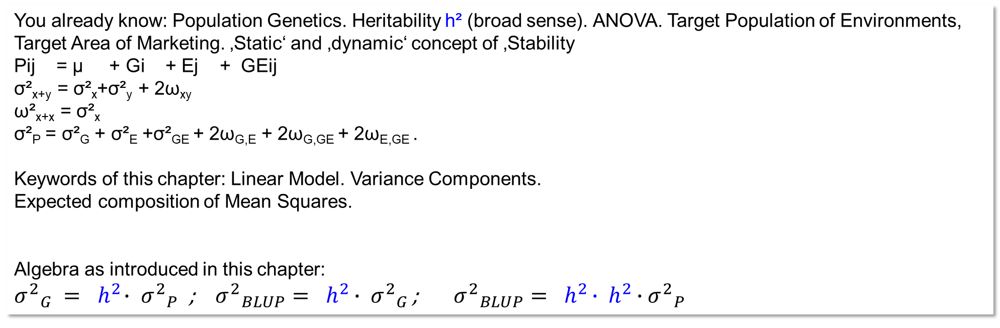 You already know: Population Genetics. Heritability h² (broad sense). ANOVA. Target Population of Environments,
Target Area of Marketing. ‚Static‘ and ‚dynamic‘ concept of ‚Stability
Pij = μ + Gi + Ej + GEij
σ²x+y = σ²x+σ²y + 2ωxy
ω²x+x = σ²x
σ²P = σ²G + σ²E +σ²GE + 2ωG,E + 2ωG,GE + 2ωE,GE .
Keywords of this chapter: Linear Model. Variance Components.
Expected composition of Mean Squares.
Algebra as introduced in this chapter:
σ²G = h²· σ²P ; σ²BLUP = h²· σ²G ; σ²BLUP = h²· h² ·σ²P